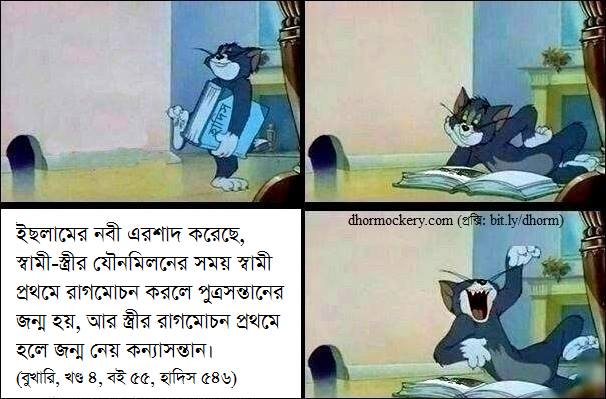 dhormockery.com (প্রক্সি: bit.ly/dhorm)
ইছলামের নবী এরশাদ করেছে,
স্বামী-স্ত্রীর যৌনমিলনের সময় স্বামী
প্রথমে রাগমোচন করলে পুত্রসন্তানের
জন্ম হয়, আর স্ত্রীর রাগমোচন প্রথমে
হলে জন্ম নেয় কন্যাসন্তান।
(বুখারি, খণ্ড ৪, বই ৫৫, হাদিস ৫৪৬)